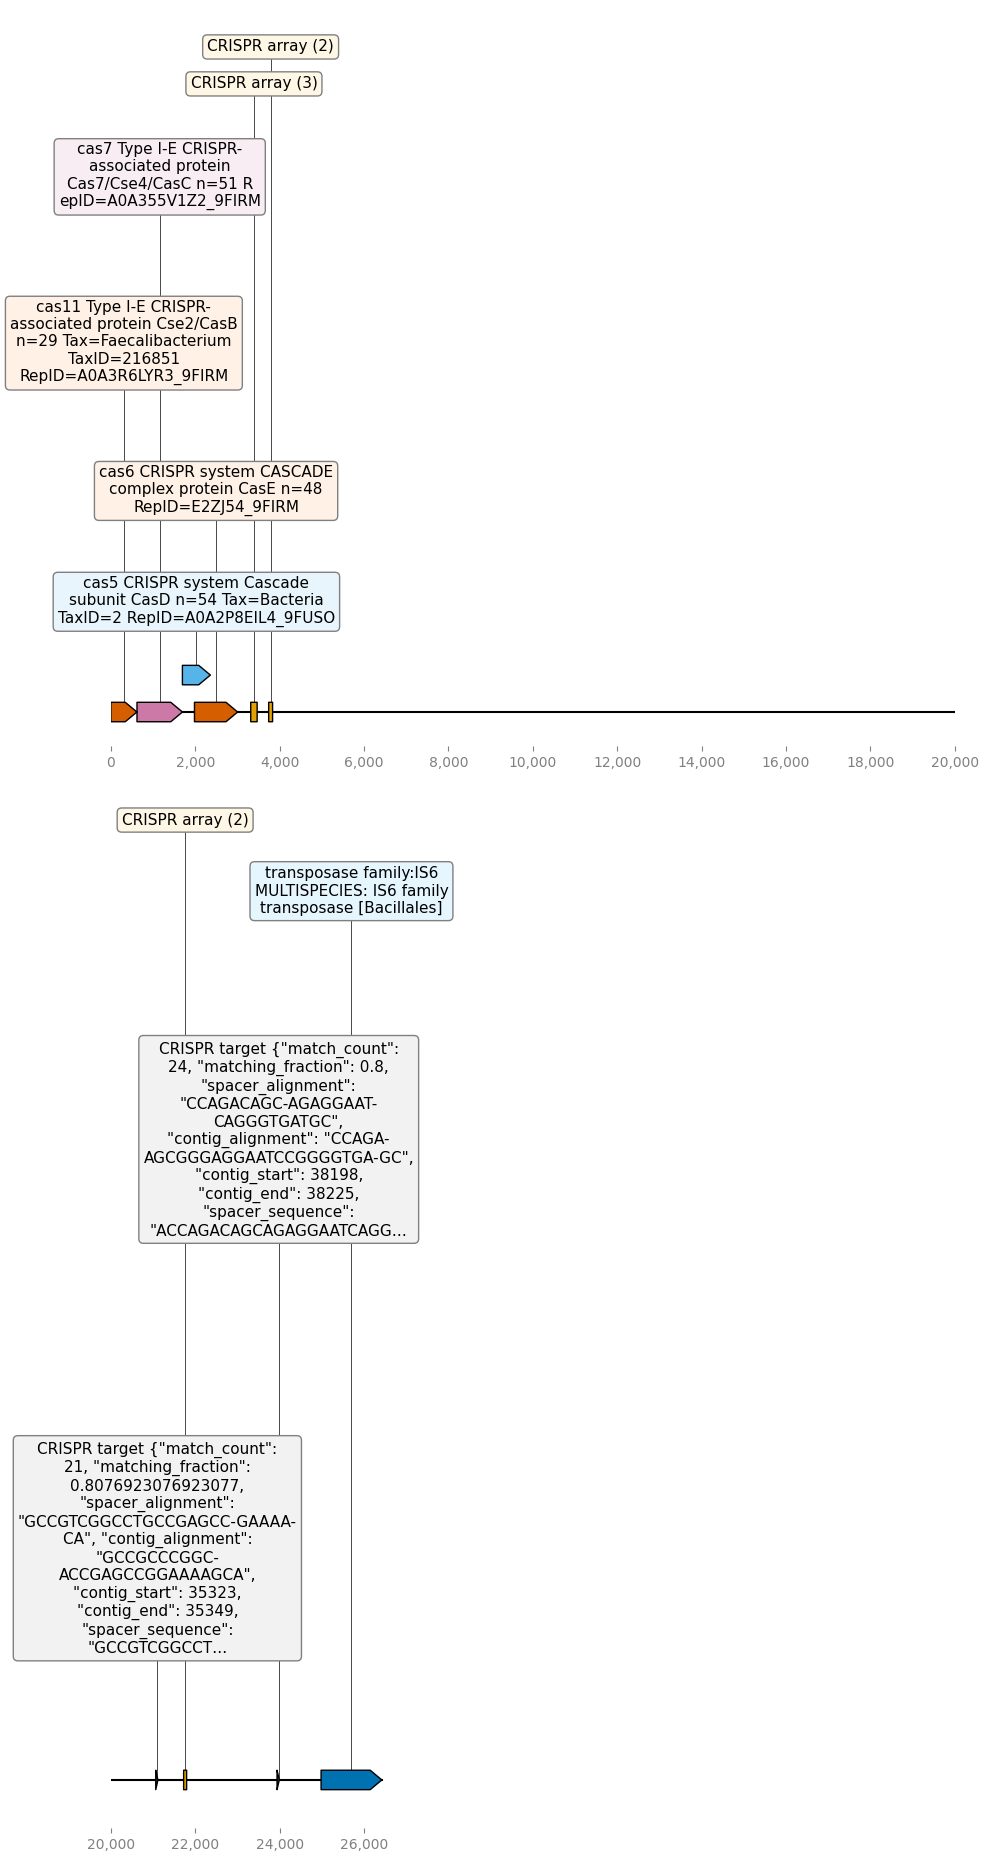 CRISPR array (2)
CRISPR array (3)
cas7 Type I-E CRISPR-
associated protein
Cas7/Cse4/CasC n=51 R
epID=A0A355V1Z2_9FIRM
cas11 Type I-E CRISPR-
associated protein Cse2/CasB
n=29 Tax=Faecalibacterium
TaxID=216851
RepID=A0A3R6LYR3_9FIRM
cas6 CRISPR system CASCADE
complex protein CasE n=48
RepID=E2ZJ54_9FIRM
cas5 CRISPR system Cascade
subunit CasD n=54 Tax=Bacteria
TaxID=2 RepID=A0A2P8EIL4_9FUSO
0 2,000 4,000 6,000 8,000 10,000 12,000 14,000 16,000 18,000 20,000
CRISPR array (2)
transposase family:IS6
MULTISPECIES: IS6 family
transposase [Bacillales]
CRISPR target {"match_count":
24, "matching_fraction": 0.8,
"spacer_alignment":
"CCAGACAGC-AGAGGAAT-
CAGGGTGATGC",
"contig_alignment": "CCAGA-
AGCGGGAGGAATCCGGGGTGA-GC",
"contig_start": 38198,
"contig_end": 38225,
"spacer_sequence":
"ACCAGACAGCAGAGGAATCAGG...
CRISPR target {"match_count":
21, "matching_fraction":
0.8076923076923077,
"spacer_alignment":
"GCCGTCGGCCTGCCGAGCC-GAAAA-
CA", "contig_alignment":
"GCCGCCCGGC-
ACCGAGCCGGAAAAGCA",
"contig_start": 35323,
"contig_end": 35349,
"spacer_sequence":
"GCCGTCGGCCT...
20,000 22,000 24,000 26,000